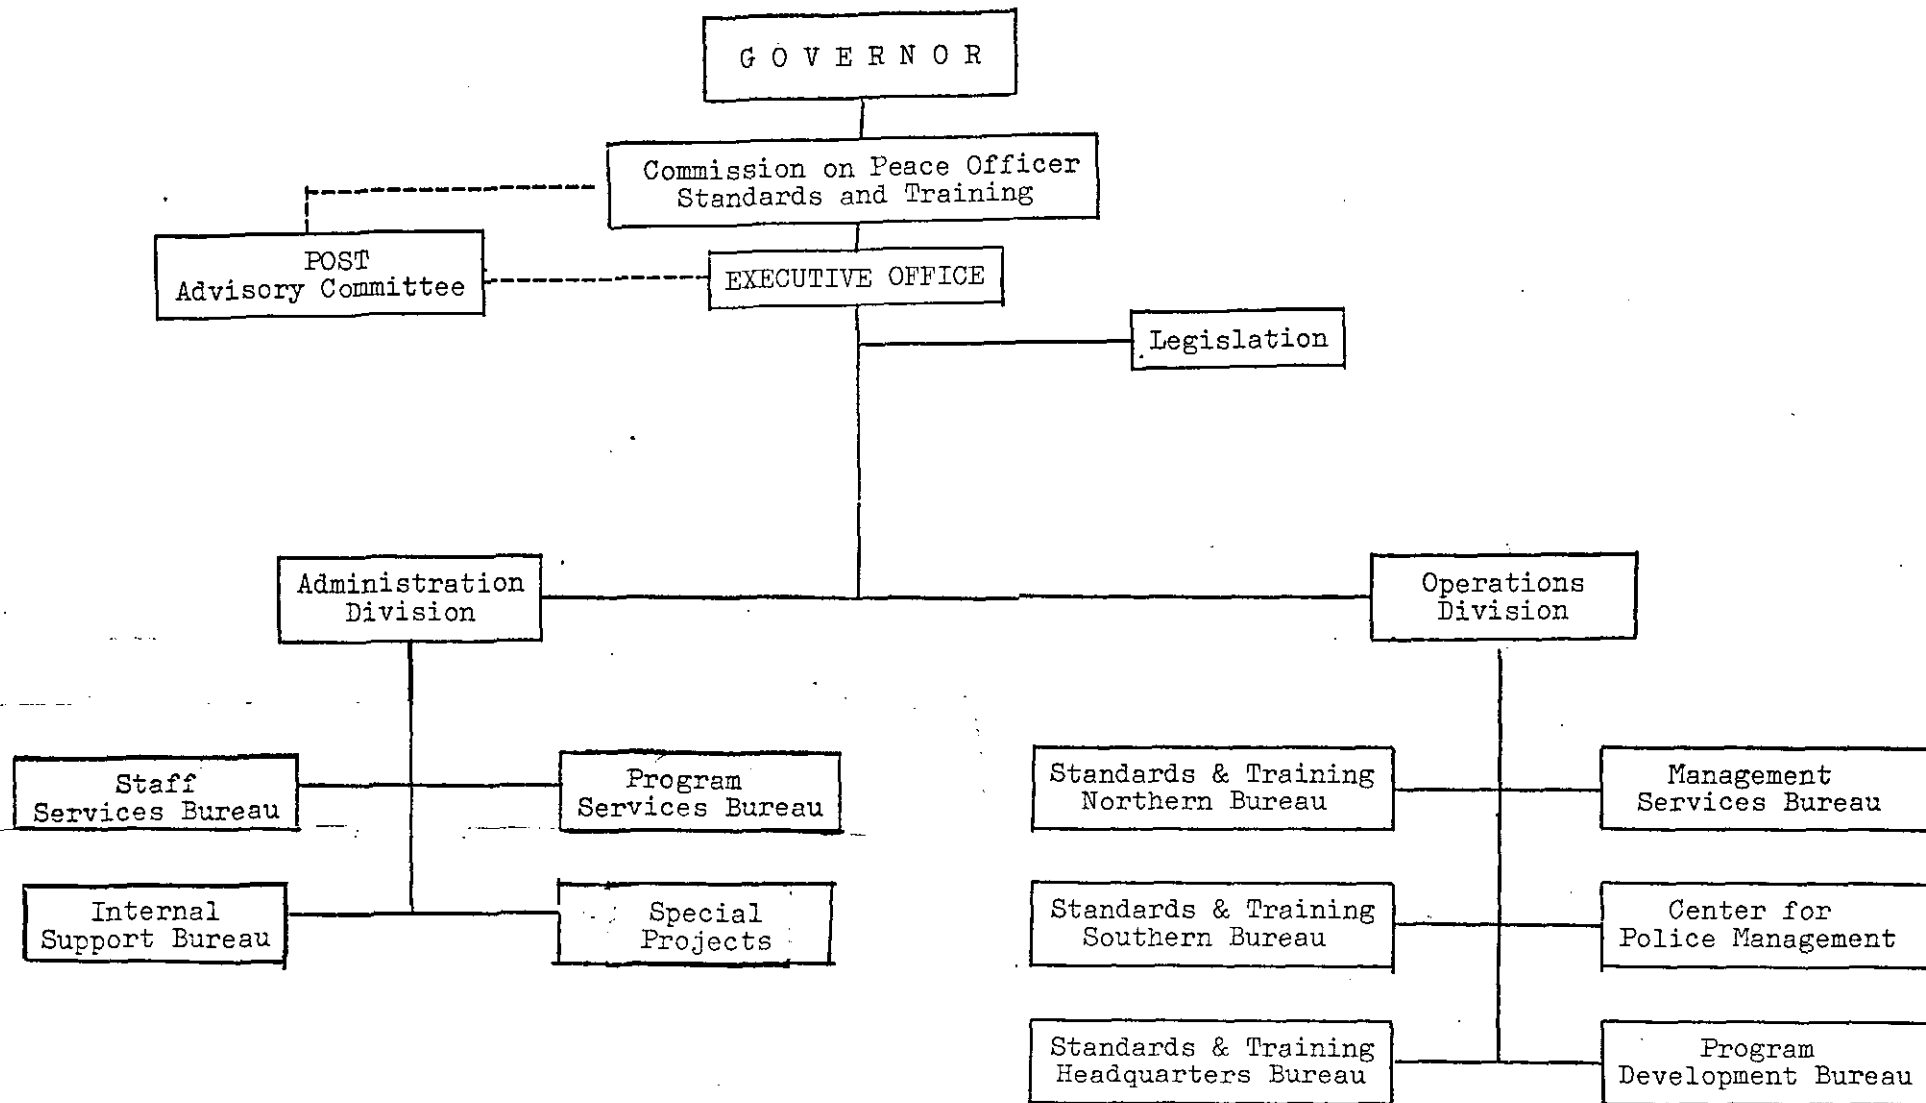 G O V E R N O R
Commission on Peace Officer
Standards and Training
POST
Advisory Committee
EXECUTIVE OFFICE
Legislation
Administration
Division
Operations
Division
Staff
Services Bureau
Program
Services Bureau
Internal
Support Bureau
Special
Projects
Standards & Training
Northern Bureau
Management
Services Bureau
Standards & Training
Southern Bureau
Center for
Police Management
Standards & Training
Headquarters Bureau
Program
Development Bureau